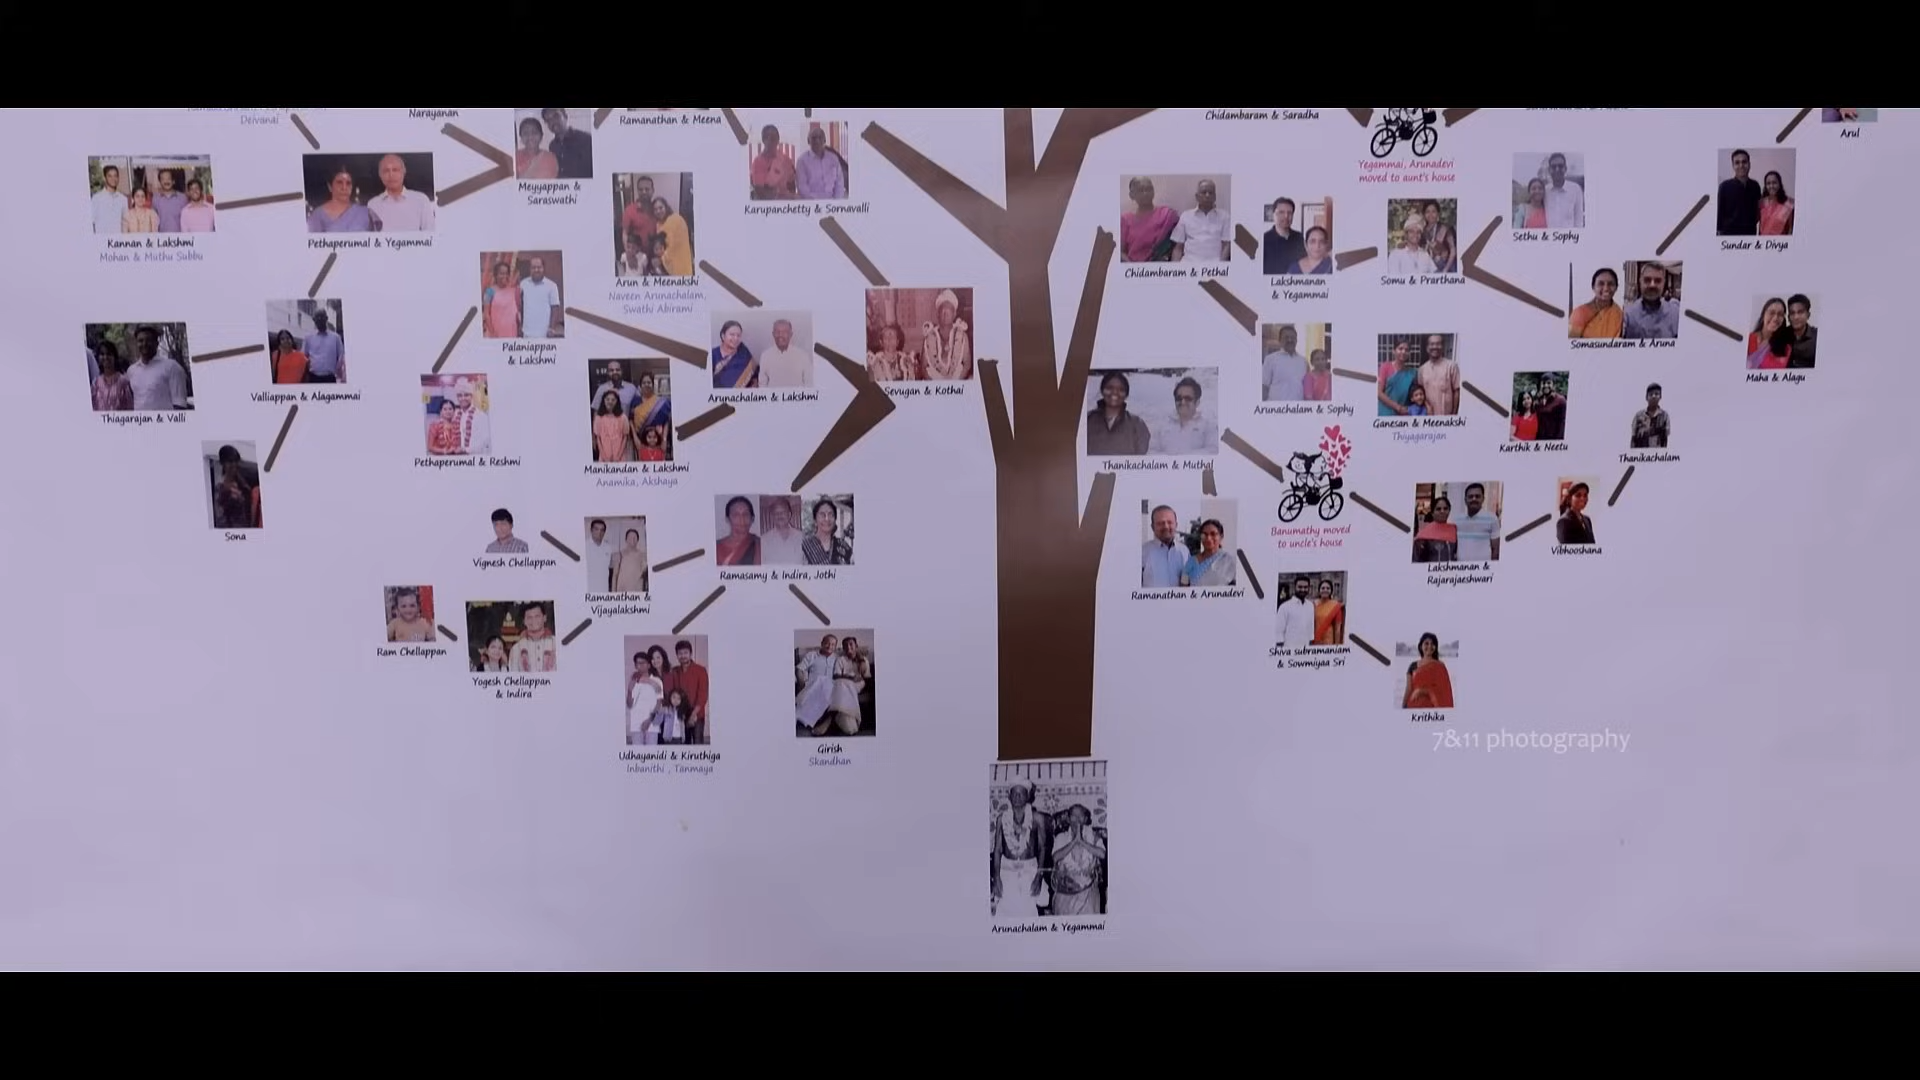 Deivanai
Narayanan
Ramanathan & Meena
Chidambaram & Saradha
Arul
Yegammai, Arunadevi
moved to aunt's house
Meyyappan &
Saraswathi
Karupanchetty & Sornavalli
Kannan & Lakshmi
Mohan & Muthu Subbu
Pethaperumal & Yegammai
Sethu & Sophy
Sundar & Divya
Chidambaram & Pethal
Lakshmanan
& Yegammai
Somu & Prarthana
Arun & Meenakshi
Naveen Arunachalam,
Swathi Abirami
Palaniappan
& Lakshmi
Somasundaram & Aruna
Maha & Alagu
Valliappan & Alagammai
Arunachalam & Lakshmi
Sevugan & Kothai
Thiagarajan & Valli
Arunachalam & Sophy
Ganesan & Meenakshi
Thiyagarajan
Karthik & Neetu
Thanikachalam
Pethaperumal & Reshmi
Manikandan & Lakshmi
Anamika, Akshaya
Thanikachalam & Muthal
Sona
Banumathy moved
to uncle's house
Vibhooshana
Vignesh Chellappan
Ramasamy & Indira, Jothi
Lakshmanan &
Rajarajaeshwari
Ramanathan &
Vijayalakshmi
Ramanathan & Arunadevi
Ram Chellappan
Shiva subramaniam
& Sowmiyaa Sri
Yogesh Chellappan
& Indira
Krithika
Udhayanidi & Kiruthiga
Inbanithi , Tanmaya
Girish
Skandhan
7&11 photography
Arunachalam & Yegammai